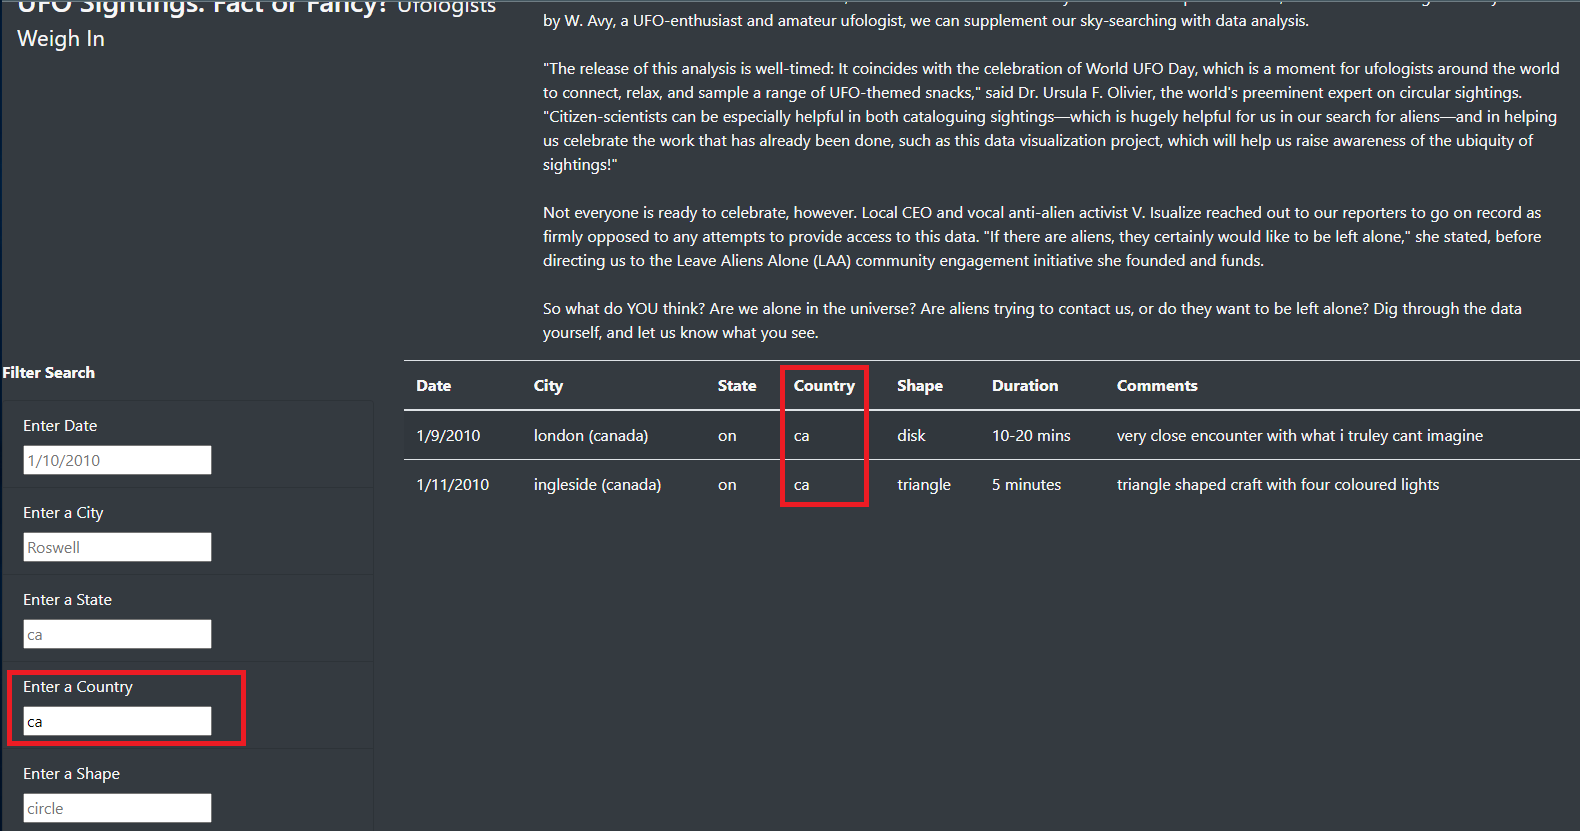 UFO Sightings: Fact or Fancy? Ufologists
Weigh In
by W. Avy, a UFO-enthusiast and amateur ufologist, we can supplement our sky-searching with data analysis.
"The release of this analysis is well-timed: It coincides with the celebration of World UFO Day, which is a moment for ufologists around the world
to connect, relax, and sample a range of UFO-themed snacks," said Dr. Ursula F. Olivier, the world's preeminent expert on circular sightings.
"Citizen-scientists can be especially helpful in both cataloguing sightings—which is hugely helpful for us in our search for aliens—and in helping
us celebrate the work that has already been done, such as this data visualization project, which will help us raise awareness of the ubiquity of
sightings!"
Not everyone is ready to celebrate, however. Local CEO and vocal anti-alien activist V. Isualize reached out to our reporters to go on record as
firmly opposed to any attempts to provide access to this data. "If there are aliens, they certainly would like to be left alone," she stated, before
directing us to the Leave Aliens Alone (LAA) community engagement initiative she founded and funds.
So what do YOU think? Are we alone in the universe? Are aliens trying to contact us, or do they want to be left alone? Dig through the data
yourself, and let us know what you see.
Filter Search
Enter Date
1/10/2010
Enter a City
Roswell
Enter a State
ca
Enter a Country
ca
Enter a Shape
circle
Date City State Country Shape Duration Comments
1/9/2010 london (canada) on ca disk 10-20 mins very close encounter with what i truley cant imagine
1/11/2010 ingleside (canada) on ca triangle 5 minutes triangle shaped craft with four coloured lights